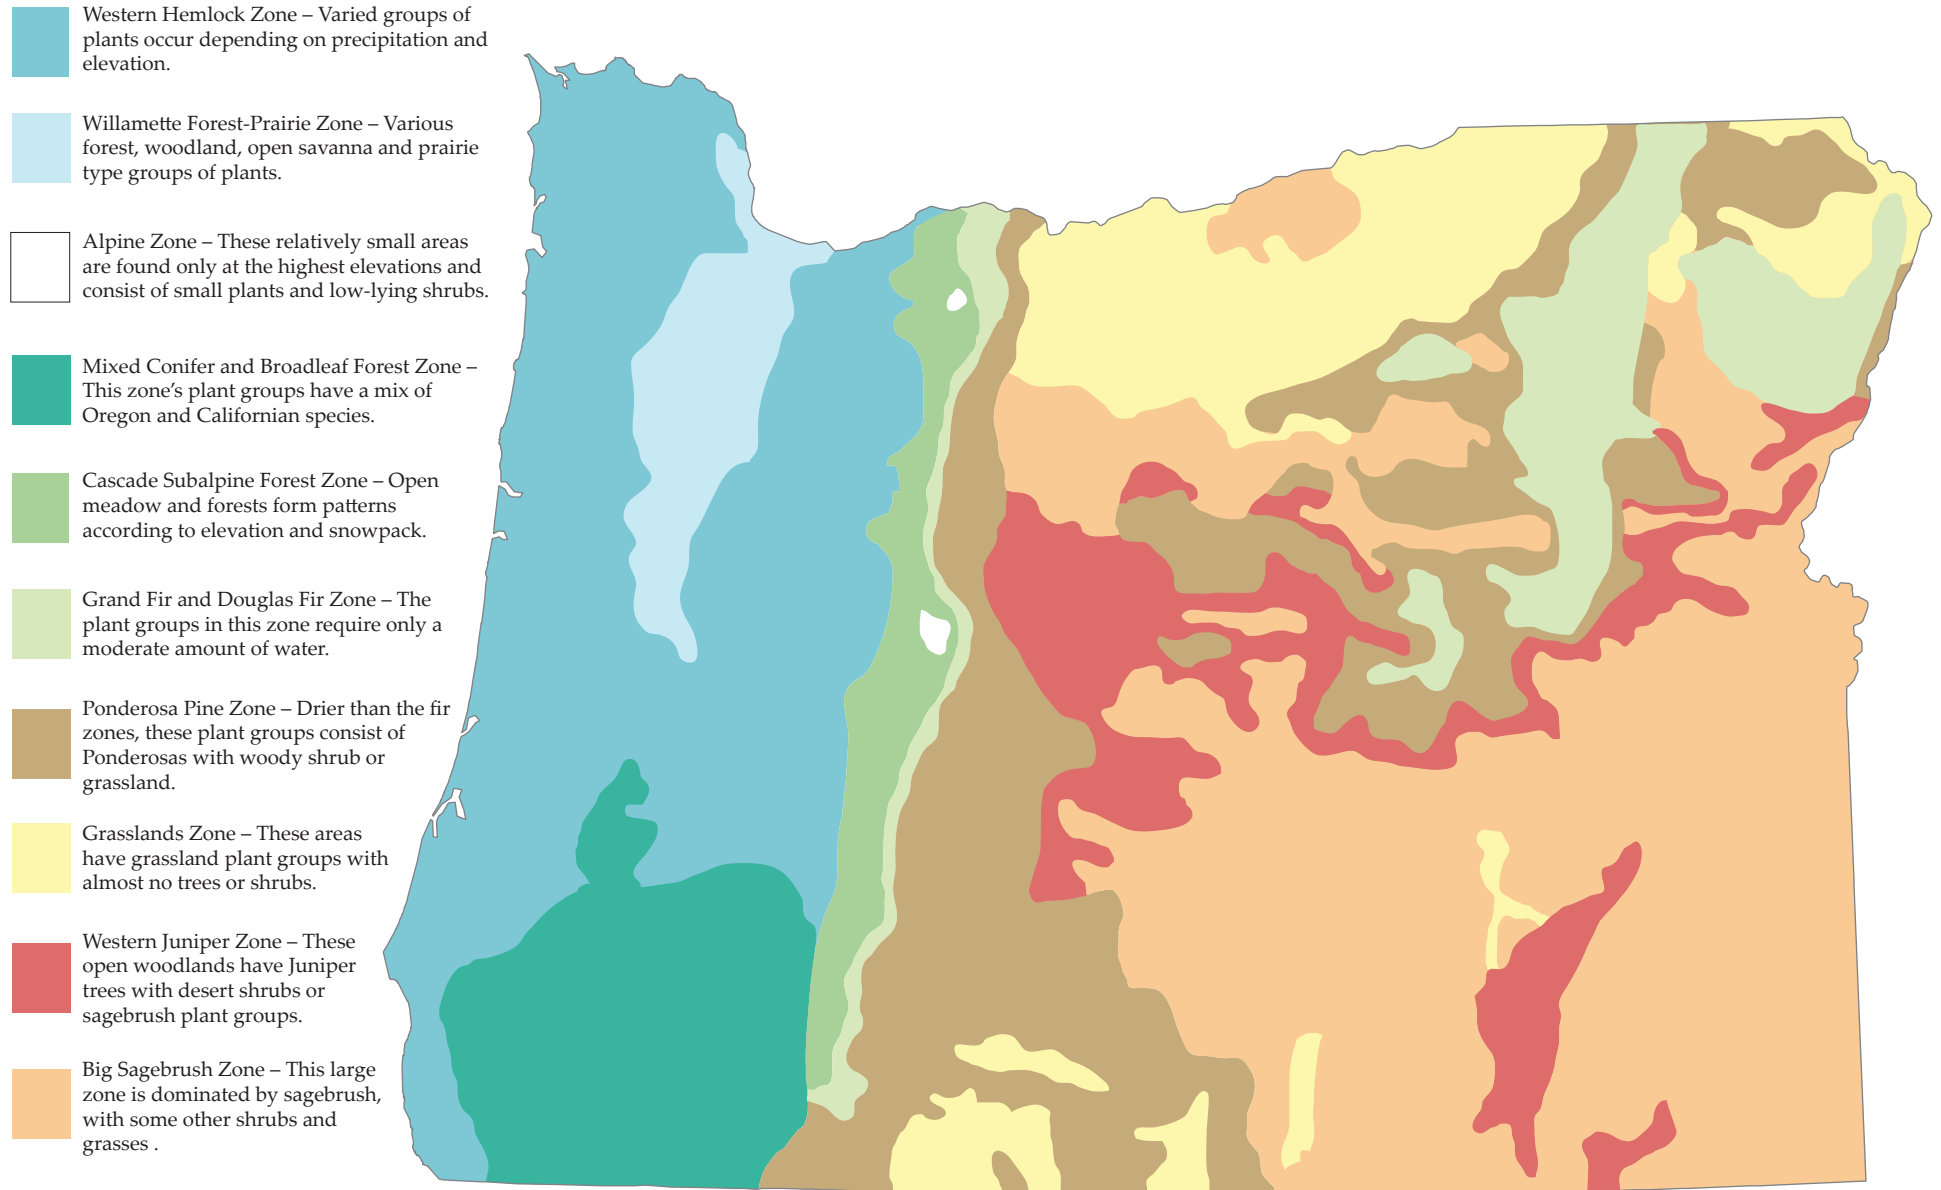 Western Hemlock Zone – Varied groups of
plants occur depending on precipitation and
elevation.
Willamette Forest-Prairie Zone – Various
forest, woodland, open savanna and prairie
type groups of plants.
Alpine Zone – These relatively small areas
are found only at the highest elevations and
consist of small plants and low-lying shrubs.
Mixed Conifer and Broadleaf Forest Zone –
This zone’s plant groups have a mix of
Oregon and Californian species.
Cascade Subalpine Forest Zone – Open
meadow and forests form patterns
according to elevation and snowpack.
Grand Fir and Douglas Fir Zone – The
plant groups in this zone require only a
moderate amount of water.
Ponderosa Pine Zone – Drier than the fir
zones, these plant groups consist of
Ponderosas with woody shrub or
grassland.
Grasslands Zone – These areas
have grassland plant groups with
almost no trees or shrubs.
Western Juniper Zone – These
open woodlands have Juniper
trees with desert shrubs or
sagebrush plant groups.
Big Sagebrush Zone – This large
zone is dominated by sagebrush,
with some other shrubs and
grasses .